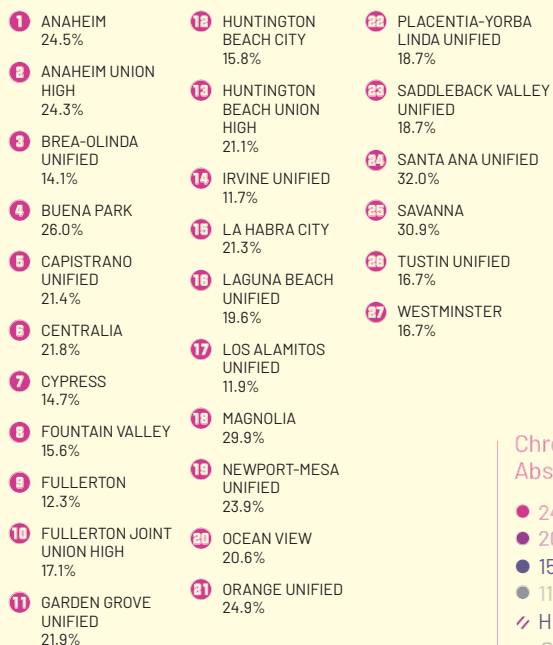 1 ANAHEIM
24.5%
2 ANAHEIM UNION
HIGH
24.3%
3 BREA-OLINDA
UNIFIED
14.1%
4 BUENA PARK
26.0%
5 CAPISTRANO
UNIFIED
21.4%
6 CENTRALIA
21.8%
7 CYPRESS
14.7%
8 FOUNTAIN VALLEY
15.6%
9 FULLERTON
12.3%
10 FULLERTON JOINT
UNION HIGH
17.1%
11 GARDEN GROVE
UNIFIED
21.9%
12 HUNTINGTON
BEACH CITY
15.8%
13 HUNTINGTON
BEACH UNION
HIGH
21.1%
14 IRVINE UNIFIED
11.7%
15 LA HABRA CITY
21.3%
16 LAGUNA BEACH
UNIFIED
19.6%
17 LOS ALAMITOS
UNIFIED
11.9%
18 MAGNOLIA
29.9%
19 NEWPORT-MESA
UNIFIED
23.9%
20 OCEAN VIEW
20.6%
21 ORANGE UNIFIED
24.9%
22 PLACENTIA-YORBA
LINDA UNIFIED
18.7%
23 SADDLEBACK VALLEY
UNIFIED
18.7%
24 SANTA ANA UNIFIED
32.0%
25 SAVANNA
30.9%
26 TUSTIN UNIFIED
16.7%
27 WESTMINSTER
16.7%
Chr
Abs
24
20
15
11
H